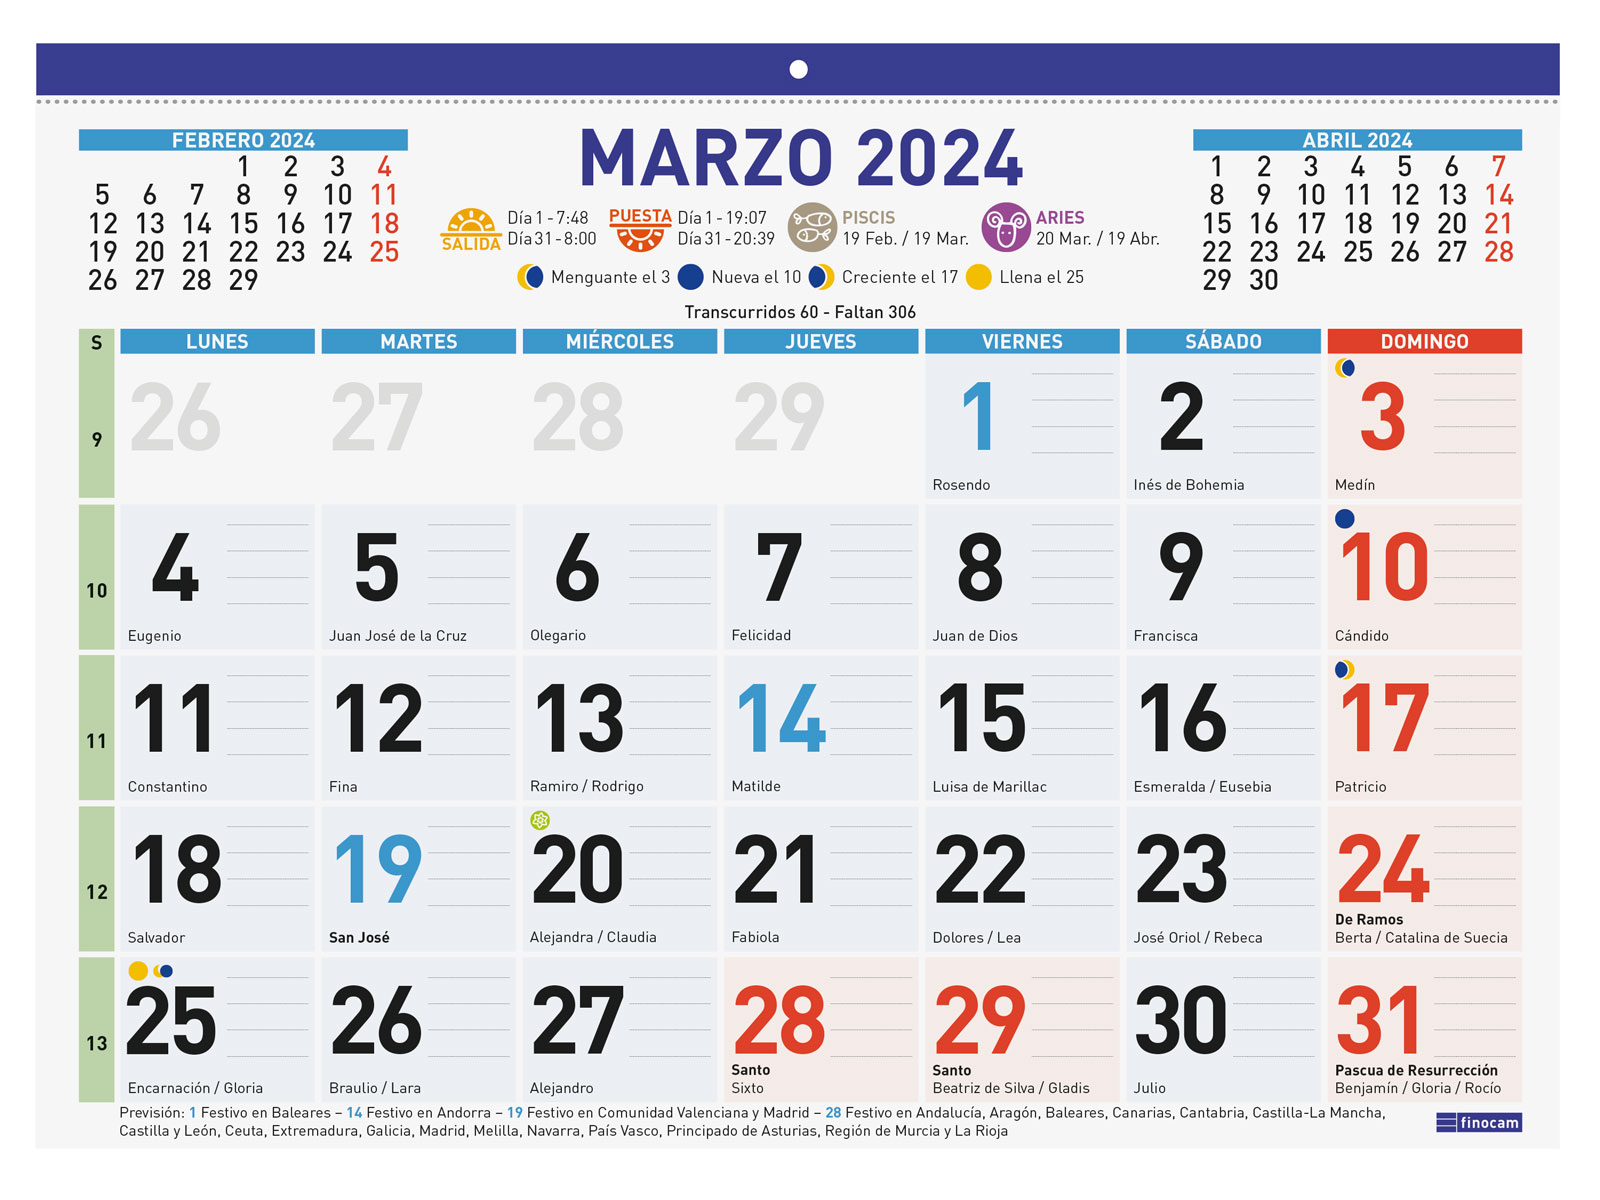 FEBRERO 2024
1 2 3 4
5 6 7 8 9 10 11
12 13 14 15 16 17 18
19 20 21 22 23 24 25
26 27 28 29
MARZO 2024
SALIDA
Día 1 - 7:48
Día 31 - 8:00
PUESTA
Día 1 - 19:07
Día 31 - 20:39
PISCIS
19 Feb. / 19 Mar.
ARIES
20 Mar. / 19 Abr.
Menguante el 3 Nueva el 10 Creciente el 17 Llena el 25
Transcurridos 60 - Faltan 306
ABRIL 2024
1 2 3 4 5 6 7
8 9 10 11 12 13 14
15 16 17 18 19 20 21
22 23 24 25 26 27 28
29 30
S LUNES MARTES MIÉRCOLES JUEVES VIERNES SÁBADO DOMINGO
9 26 27 28 29 1 2 3
Rosendo Inés de Bohemia Medín
10 4 5 6 7 8 9 10
Eugenio Juan José de la Cruz Olegario Felicidad Juan de Dios Francisca Cándido
11 11 12 13 14 15 16 17
Constantino Fina Ramiro / Rodrigo Matilde Luisa de Marillac Esmeralda / Eusebia Patricio
12 18 19 20 21 22 23 24
De Ramos
Salvador San José Alejandra / Claudia Fabiola Dolores / Lea José Oriol / Rebeca Berta / Catalina de Suecia
13 25 26 27 28 29 30 31
Santo Santo Pascua de Resurrección
Encarnación / Gloria Braulio / Lara Alejandro Sixto Beatriz de Silva / Gladis Julio Benjamín / Gloria / Rocío
Previsión: 1 Festivo en Baleares – 14 Festivo en Andorra – 19 Festivo en Comunidad Valenciana y Madrid – 28 Festivo en Andalucía, Aragón, Baleares, Canarias, Cantabria, Castilla-La Mancha,
Castilla y León, Ceuta, Extremadura, Galicia, Madrid, Melilla, Navarra, País Vasco, Principado de Asturias, Región de Murcia y La Rioja
finocam